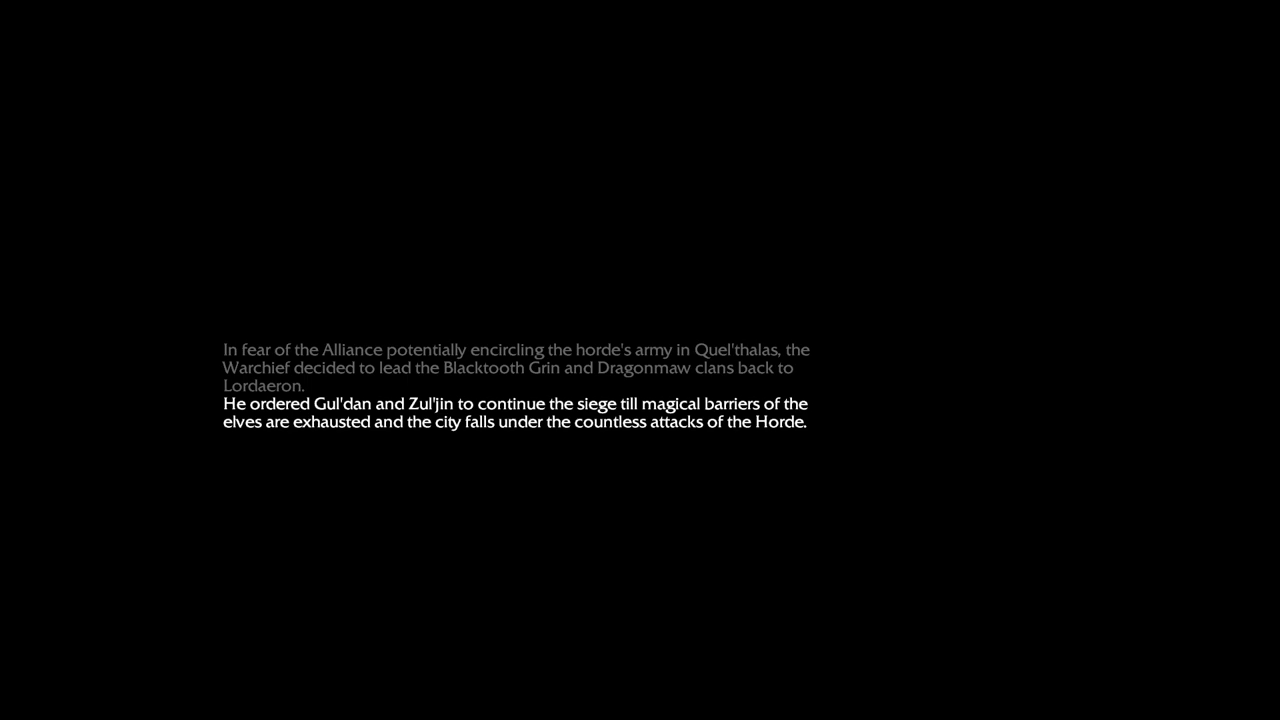 In fear of the Alliance potentially encircling the horde's army in Quel'thalas, the
Warchief decided to lead the Blacktooth Grin and Dragonmaw clans back to
Lordaeron.
He ordered Gul'dan and Zul'jin to continue the siege till magical barriers of the
elves are exhausted and the city falls under the countless attacks of the Horde.